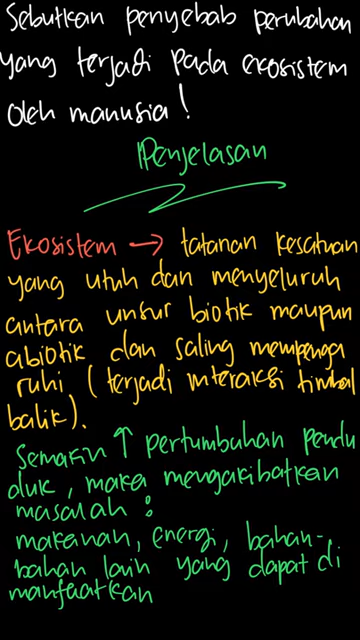 Sebutkan penyebab perubahan
yang terjadi pada ekosistem
oleh manusia!
Penjelasan
Ekosistem → tatanan kesatuan
yang utuh dan menyeluruh
antara unsur biotik maupun
abiotik dan saling mempenga
ruhi (terjadi interaksi timbal
balik).
Semakin ↑ pertumbuhan pendu
duk, maka mengakibatkan
masalah :
makanan, energi, bahan-
bahan lain yang dapat di
manfaatkan